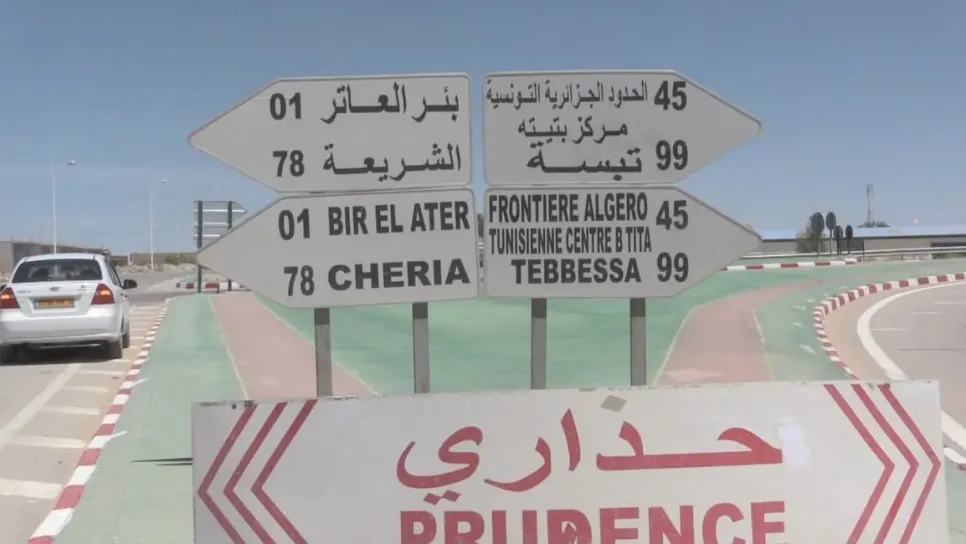 01 بئر العاتر
78 الشريعة
01 BIR EL ATER
78 CHERIA
الحدود الجزائرية التونسية 45
مركز بتيته
تبسة 99
FRONTIERE ALGERO 45
TUNISIENNE CENTRE B TITA
TEBBESSA 99
حذاري
PRUDENCE